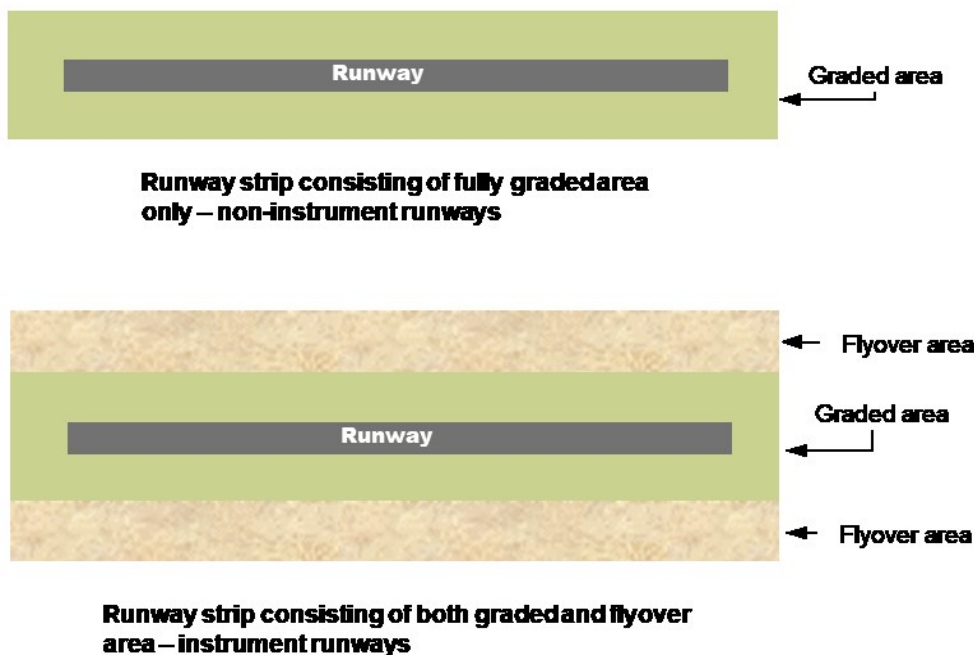 Runway
Graded area
Runway strip consisting of fully graded area
only – non-instrument runways
Flyover area
Graded area
Runway
Flyover area
Runway strip consisting of both graded and flyover
area – instrument runways